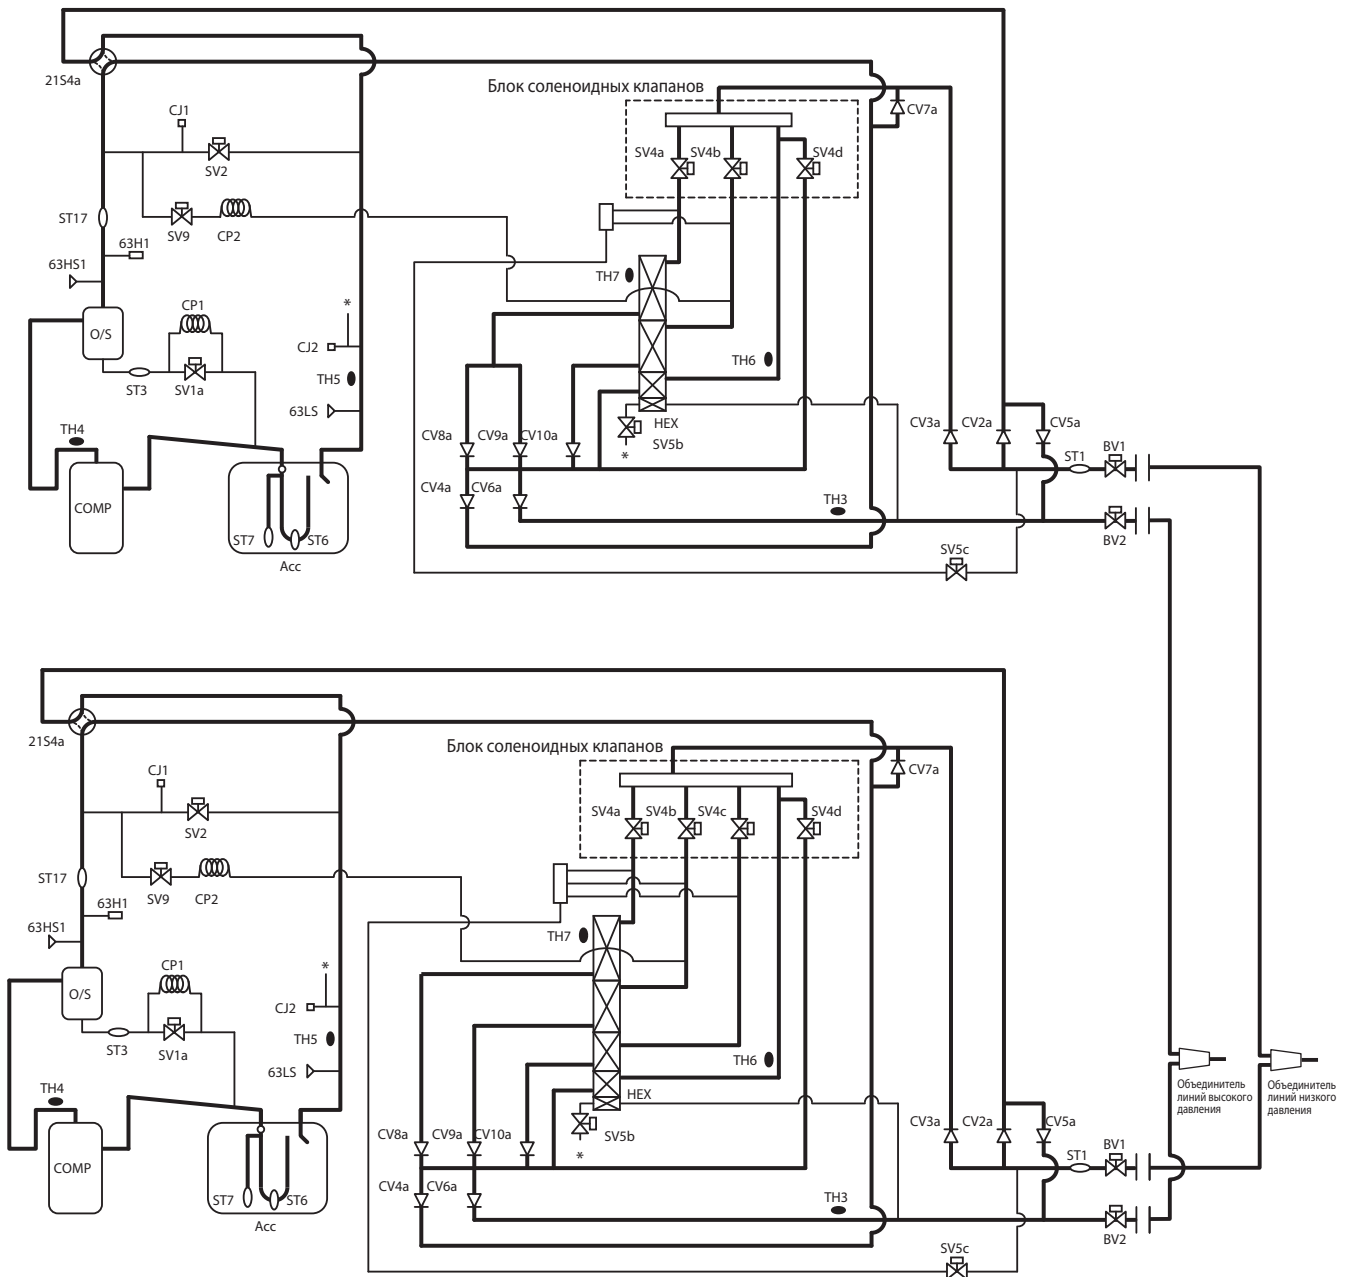 21S4a
Блок соленоидных клапанов
CJ1
CV7a
SV4a
SV4b
SV4d
SV2
ST17
SV9
CP2
63H1
63HS1
TH7
CP1
*
O/S
CJ2
TH6
TH5
ST3
SV1a
63LS
HEX
CV3a
CV2a
CV5a
TH4
CV8a
CV9a
CV10a
SV5b
*
BV1
ST1
COMP
CV4a
CV6a
TH3
ST7
ST6
BV2
SV5c
Acc
21S4a
Блок соленоидных клапанов
CJ1
CV7a
SV4a
SV4b
SV4c
SV4d
SV2
ST17
SV9
CP2
63H1
63HS1
TH7
CP1
*
O/S
CJ2
TH5
TH6
ST3
SV1a
63LS
HEX
Объединитель
линий высокого
давления
Объединитель
линий низкого
давления
TH4
CV8a
CV9a
CV10a
SV5b
*
CV3a
CV2a
CV5a
BV1
ST1
COMP
CV4a
CV6a
TH3
ST7
ST6
BV2
Acc
SV5c